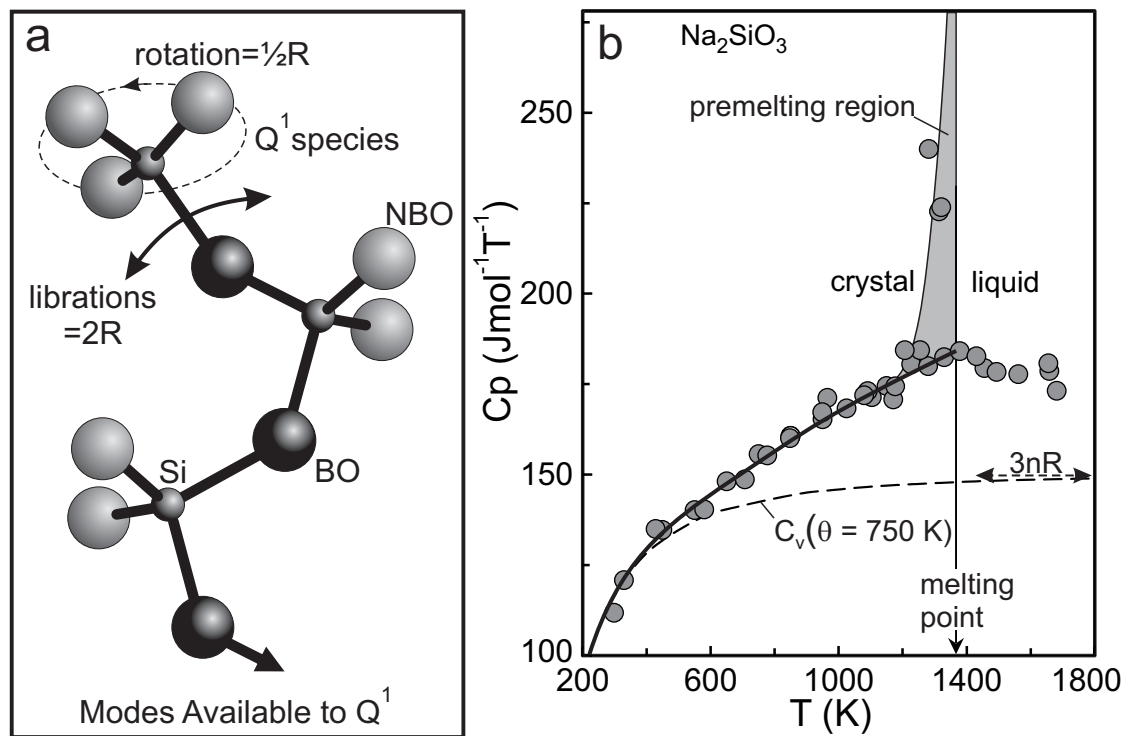 a
rotation=½R
Q¹species
NBO
librations
=2R
Si
BO
Modes Available to Q¹
b
Na₂SiO₃
premelting region
crystal
liquid
3nR
Cᵥ(θ = 750 K)
melting
point
250
200
150
100
Cp (Jmol⁻¹T⁻¹)
200
600
1000
1400
1800
T (K)